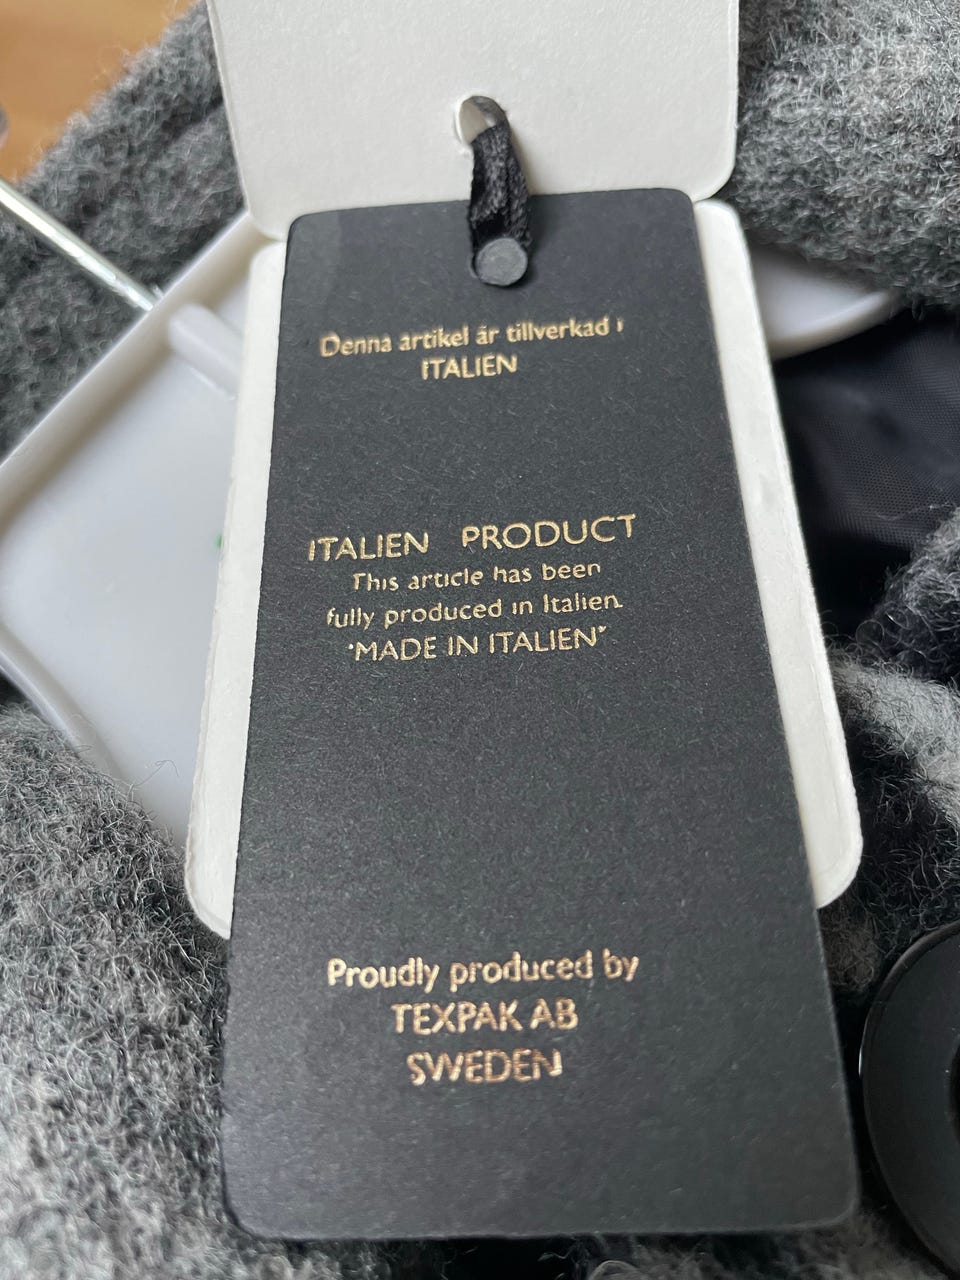 Denna artikel är tillverkad i
ITALIEN
ITALIEN PRODUCT
This article has been
fully produced in Italien.
"MADE IN ITALIEN"
Proudly produced by
TEXPAK AB
SWEDEN